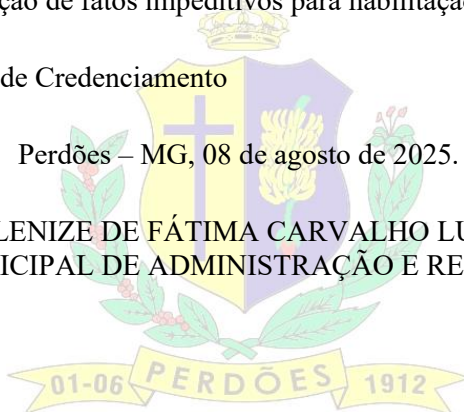 ção de fatos impeditivos para habilitação
de Credenciamento
Perdões – MG, 08 de agosto de 2025.
LENIZE DE FÁTIMA CARVALHO LU
ICIPAL DE ADMINISTRAÇÃO E RE
01-06 PERDÕES 1912